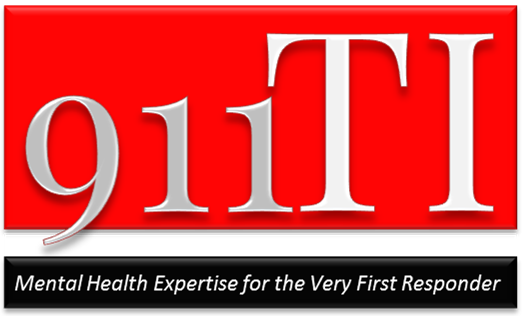 911TI
Mental Health Expertise for the Very First Responder